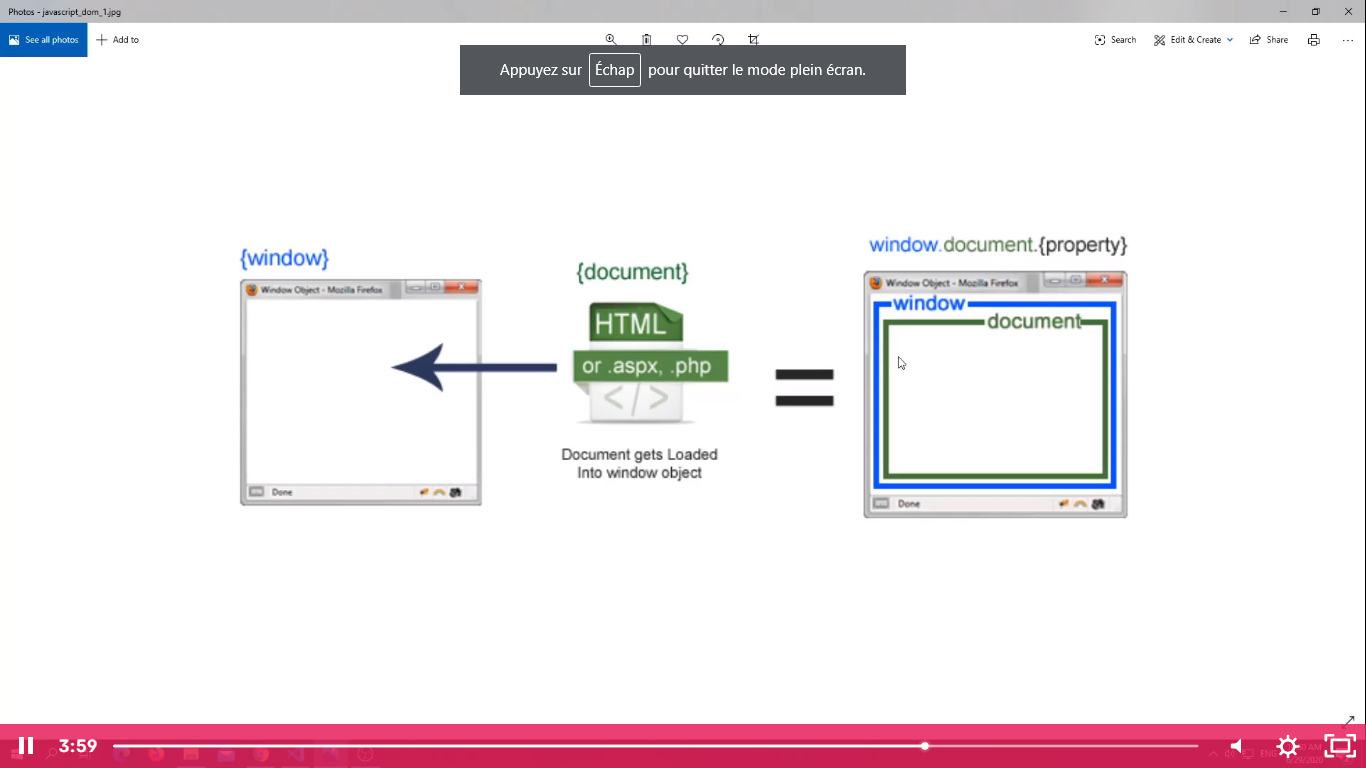 Photos - javascript_dom_1.jpg
See all photos
Add to
Search
Edit & Create
Share
Appuyez sur Échap pour quitter le mode plein écran.
{window}
Window Object - Mozilla Firefox
Done
{document}
HTML
or .aspx, .php
</>
Document gets Loaded
Into window object
window.document.{property}
Window Object - Mozilla Firefox
window
document
Done
3:59
ENG